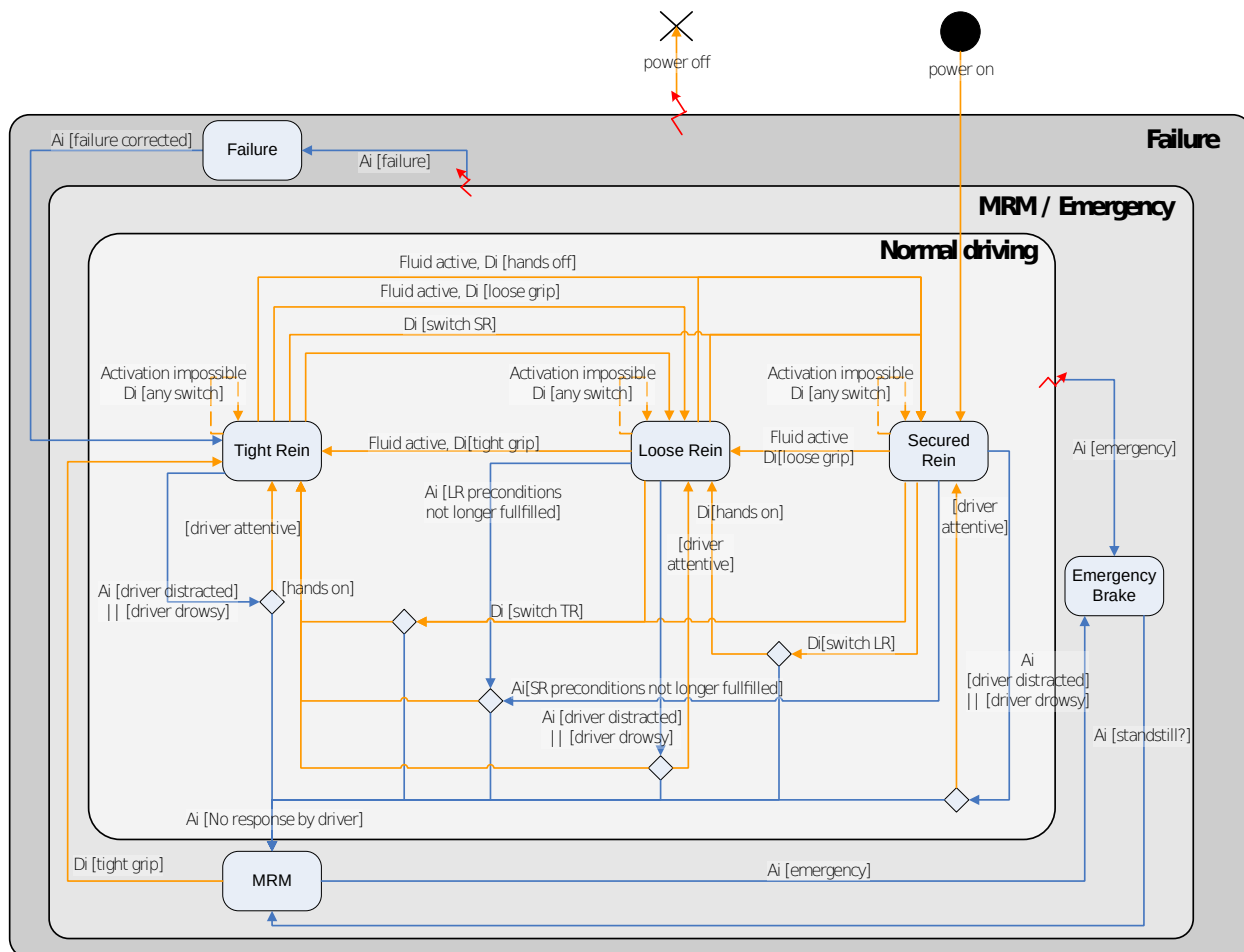 power off
power on
Failure
Ai [failure corrected]
Failure
Ai [failure]
MRM / Emergency
Normal driving
Fluid active, Di [hands off]
Fluid active, Di [loose grip]
Di [switch SR]
Activation impossible
Di [any switch]
Activation impossible
Di [any switch]
Activation impossible
Di [any switch]
Tight Rein
Fluid active, Di[tight grip]
Loose Rein
Fluid active
Di[loose grip]
Secured
Rein
Ai [emergency]
Ai [LR preconditions
not longer fullfilled]
[driver attentive]
Di[hands on]
[driver
attentive]
[driver
attentive]
Emergency
Brake
Ai [driver distracted]
|| [driver drowsy]
[hands on]
Di [switch TR]
Di[switch LR]
Ai
[driver distracted]
|| [driver drowsy]
Ai[SR preconditions not longer fullfilled]
Ai [driver distracted]
|| [driver drowsy]
Ai [standstill?]
Ai [No response by driver]
Di [tight grip]
MRM
Ai [emergency]